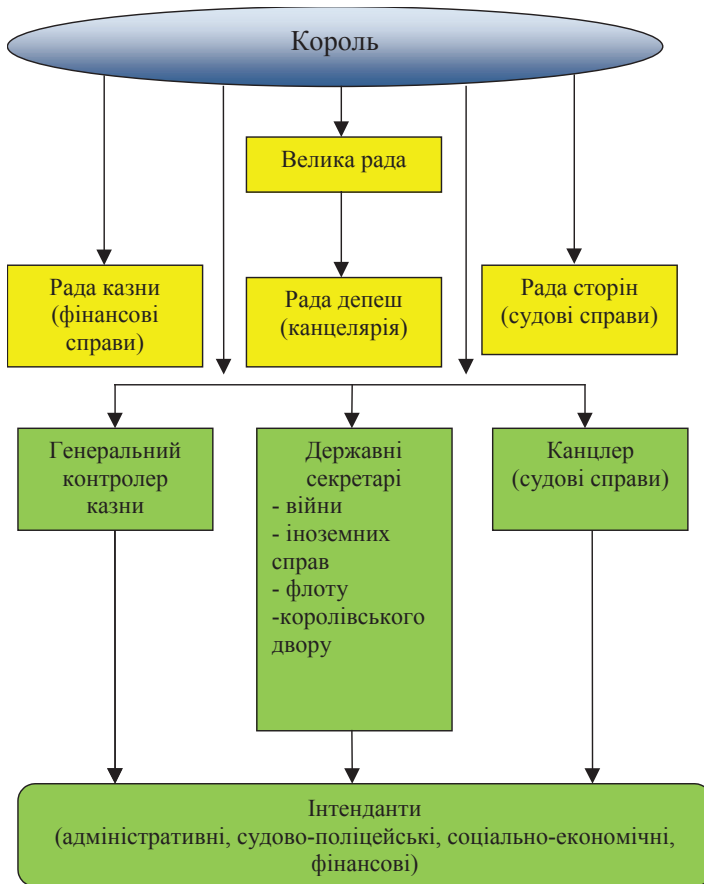 Король
Велика рада
Рада казни
(фінансові
справи)
Рада депеш
(канцелярія)
Рада сторін
(судові справи)
Генеральний
контролер
казни
Державні
секретарі
- війни
- іноземних
справ
- флоту
-королівського
двору
Канцлер
(судові справи)
Інтенданти
(адміністративні, судово-поліцейські, соціально-економічні,
фінансові)